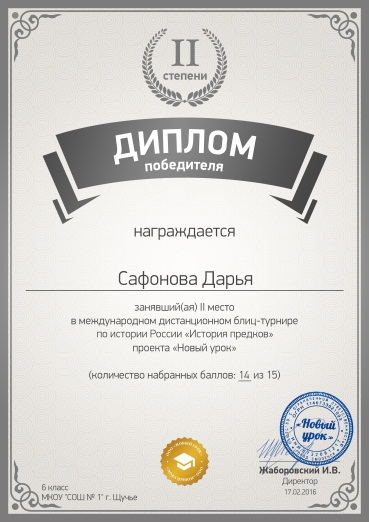 II
СТЕПЕНИ
ДИПЛОМ
победителя
награждается
Сафонова Дарья
занявший(ая) II место
в международном дистанционном блиц-турнире
по истории России «История предков»
проекта «Новый урок»
(количество набранных баллов: 14 из 15)
«Новый
урок»
Жаборовский И.В.
Директор
17.02.2016
6 класс
МКОУ "СОШ № 1" г. Щучье